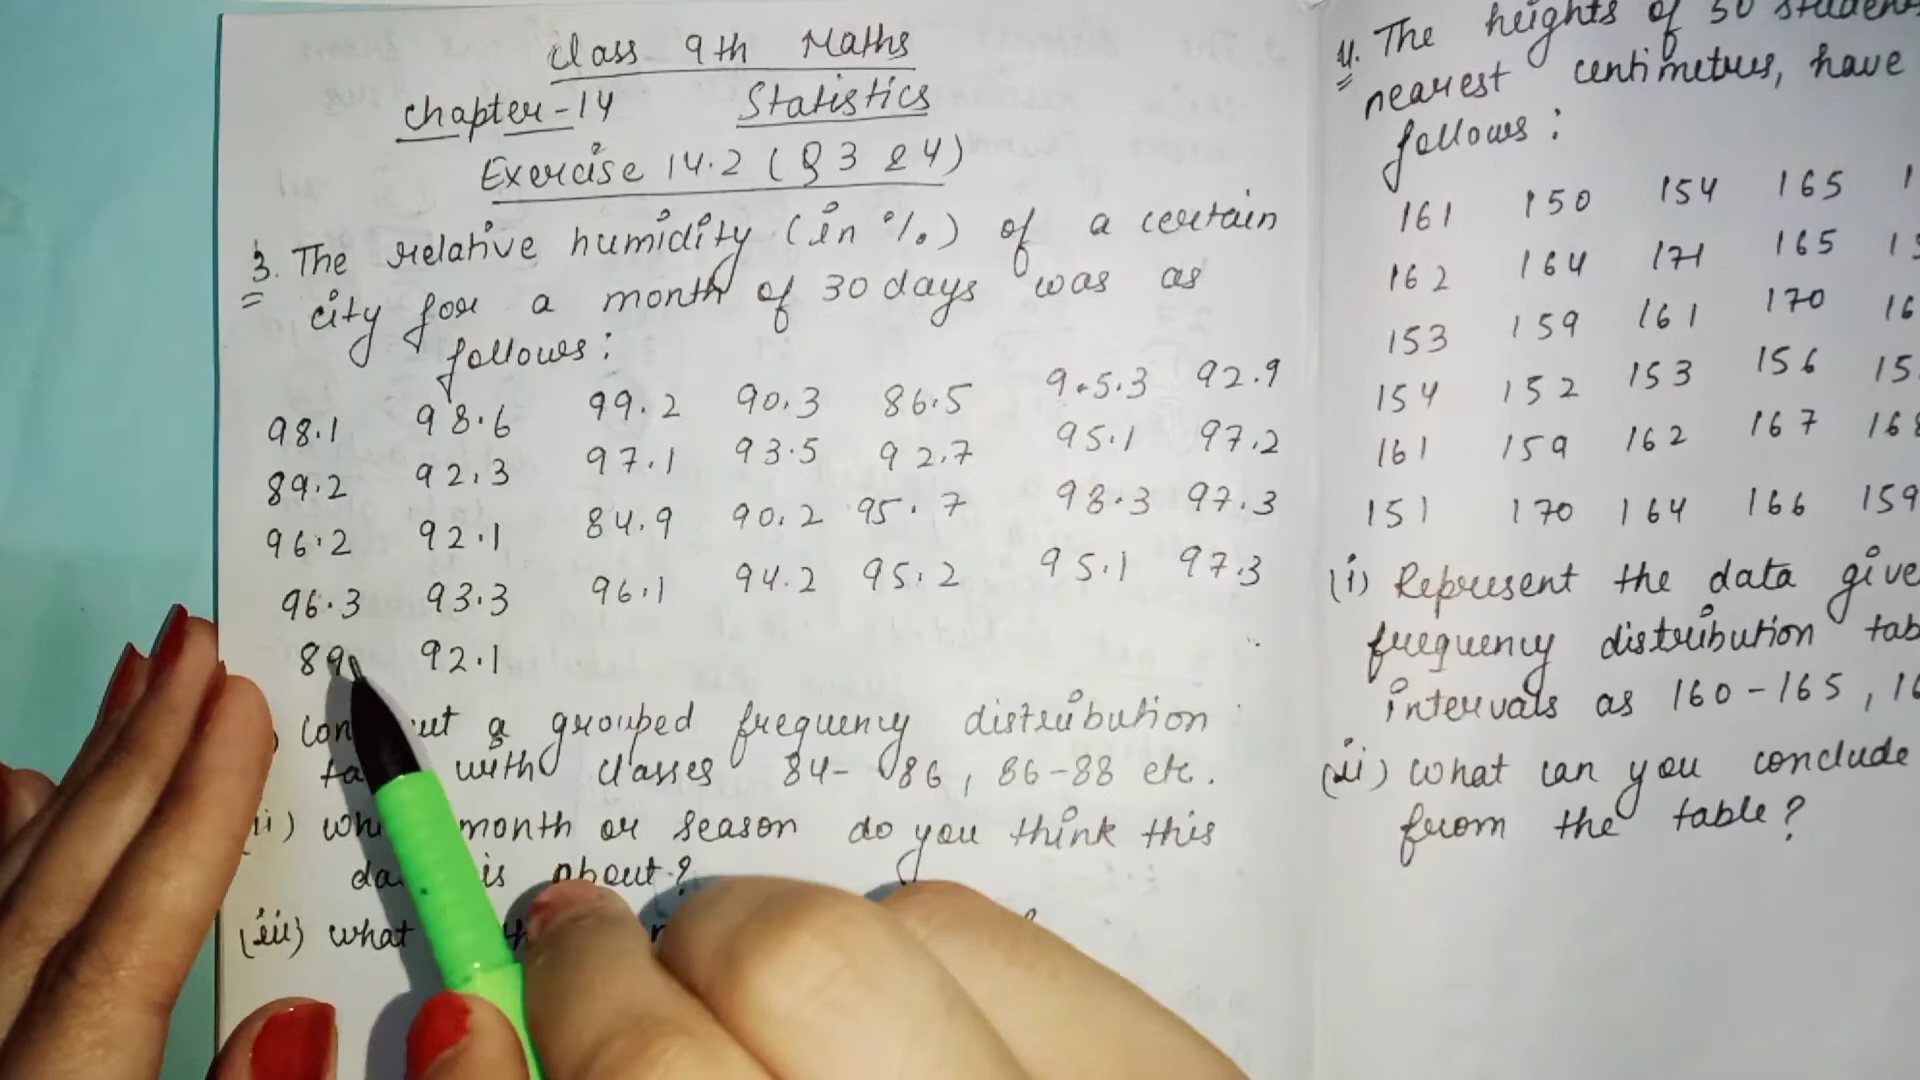 Class 9th Maths
Chapter-14 Statistics
Exercise 14.2 (Q 3 & 4)
3. The relative humidity (in %) of a certain
city for a month of 30 days was as
follows:
98.1 98.6 99.2 90.3 86.5 9.5.3 92.9
89.2 92.3 97.1 93.5 92.7 95.1 97.2
96.2 92.1 84.9 90.2 95.7 98.3 97.3
96.3 93.3 96.1 94.2 95.2 95.1 97.3
89 92.1
a grouped frequency distribution
with classes 84-86, 86-88 etc.
month or season do you think this
is about?
(iii) what
4. The heights of 50 students
nearest centimetres, have
follows:
161 150 154 165
162 164 171 165
153 159 161 170
154 152 153 156
161 159 162 167
151 170 164 166 159
(i) Represent the data
frequency distribution
intervals as 160-165,
(ii) What can you conclude
from the table?